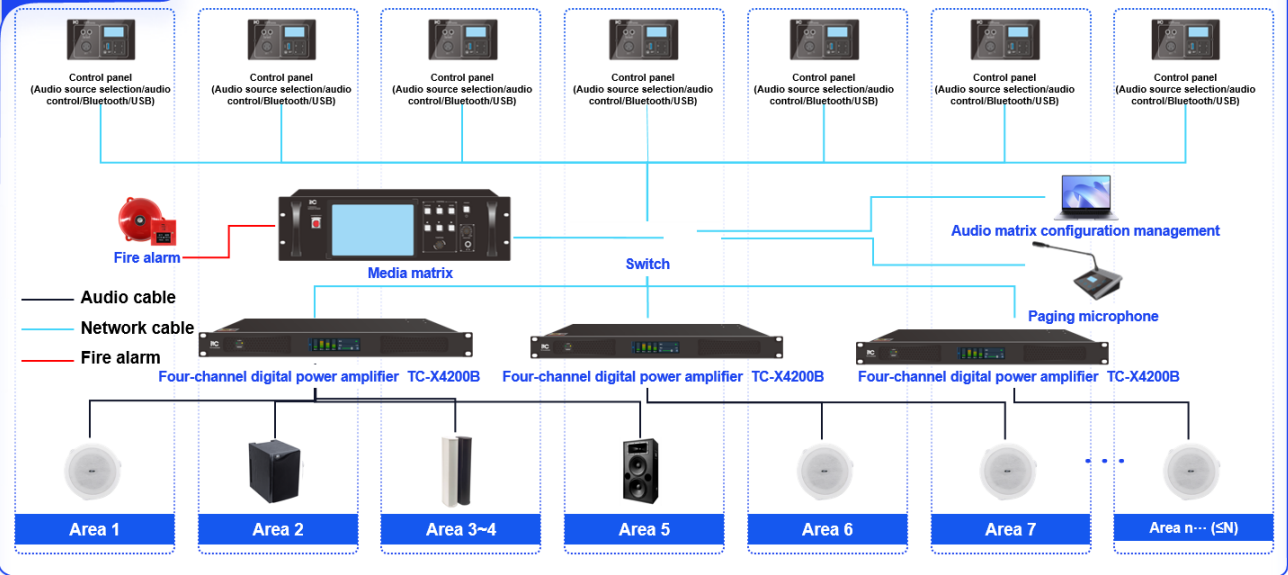 Control panel
(Audio source selection/audio
control/Bluetooth/USB)
Control panel
(Audio source selection/audio
control/Bluetooth/USB)
Control panel
(Audio source selection/audio
control/Bluetooth/USB)
Control panel
(Audio source selection/audio
control/Bluetooth/USB)
Control panel
(Audio source selection/audio
control/Bluetooth/USB)
Control panel
(Audio source selection/audio
control/Bluetooth/USB)
Control panel
(Audio source selection/audio
control/Bluetooth/USB)
Fire alarm
Media matrix
Switch
Audio matrix configuration management
Paging microphone
Audio cable
Network cable
Fire alarm
Four-channel digital power amplifier TC-X4200B
Four-channel digital power amplifier TC-X4200B
Four-channel digital power amplifier TC-X4200B
Area 1
Area 2
Area 3~4
Area 5
Area 6
Area 7
Area n··· (≤N)